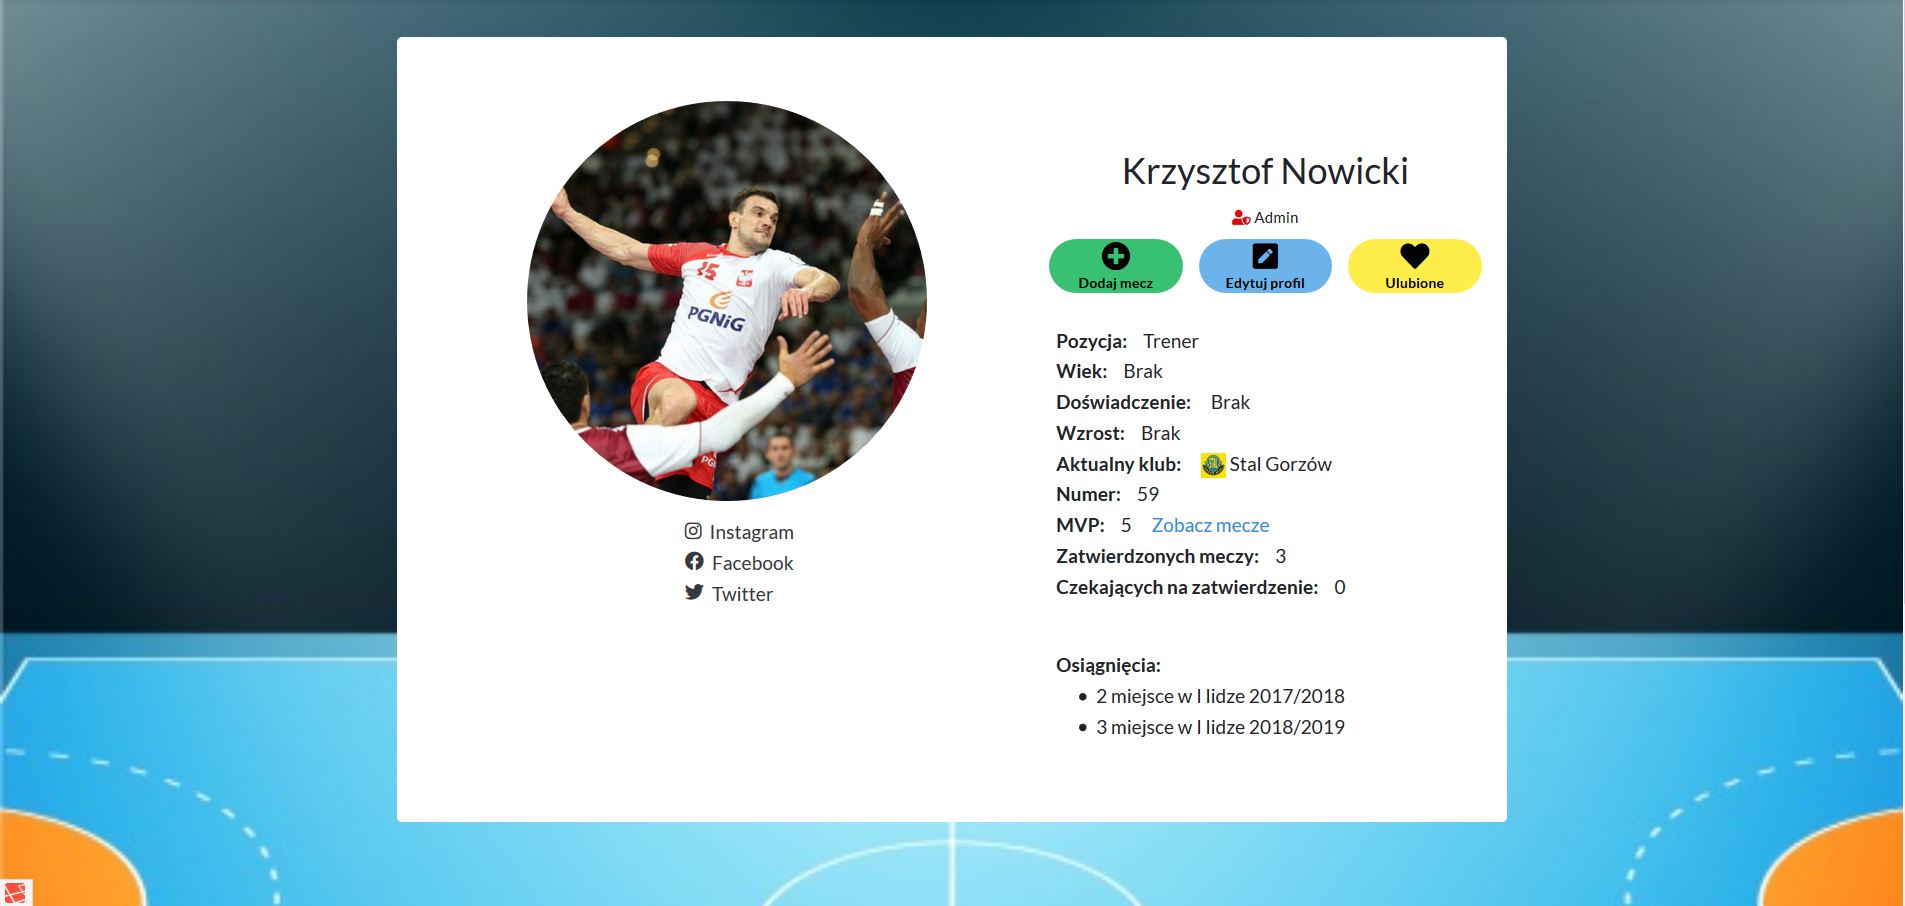 Krzysztof Nowicki
Admin
Dodaj mecz
Edytuj profil
Ulubione
15
PGNiG
Pozycja: Trener
Wiek: Brak
Doświadczenie: Brak
Wzrost: Brak
Aktualny klub: STAL Stal Gorzów
Numer: 59
MVP: 5 Zobacz mecze
Zatwierdzonych meczy: 3
Czekających na zatwierdzenie: 0
Instagram
Facebook
Twitter
Osiągnięcia:
• 2 miejsce w I lidze 2017/2018
• 3 miejsce w I lidze 2018/2019